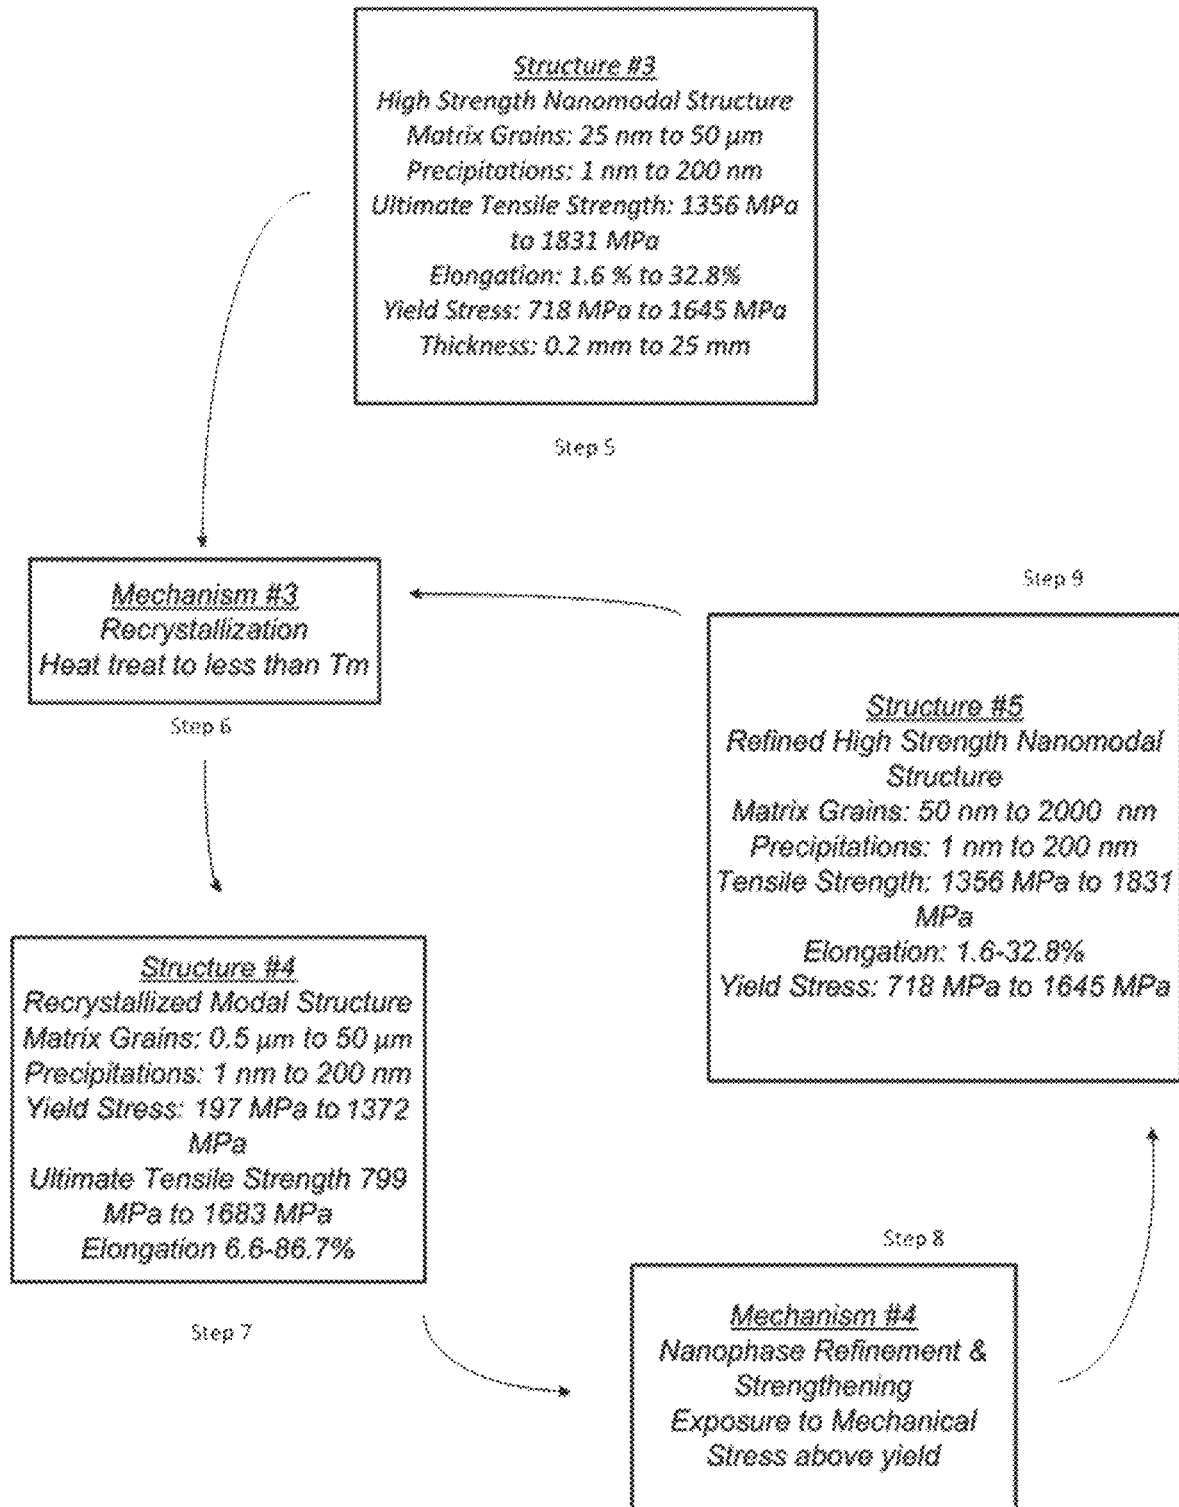 Structure #3
High Strength Nanomodal Structure
Matrix Grains: 25 nm to 50 µm
Precipitations: 1 nm to 200 nm
Ultimate Tensile Strength: 1356 MPa
to 1831 MPa
Elongation: 1.6 % to 32.8%
Yield Stress: 718 MPa to 1645 MPa
Thickness: 0.2 mm to 25 mm
Step 5
Mechanism #3
Recrystallization
Heat treat to less than Tm
Step 6
Step 9
Structure #5
Refined High Strength Nanomodal
Structure
Matrix Grains: 50 nm to 2000 nm
Precipitations: 1 nm to 200 nm
Tensile Strength: 1356 MPa to 1831
MPa
Elongation: 1.6-32.8%
Yield Stress: 718 MPa to 1645 MPa
Structure #4
Recrystallized Modal Structure
Matrix Grains: 0.5 µm to 50 µm
Precipitations: 1 nm to 200 nm
Yield Stress: 197 MPa to 1372
MPa
Ultimate Tensile Strength 799
MPa to 1683 MPa
Elongation 6.6-86.7%
Step 7
Step 8
Mechanism #4
Nanophase Refinement &
Strengthening
Exposure to Mechanical
Stress above yield